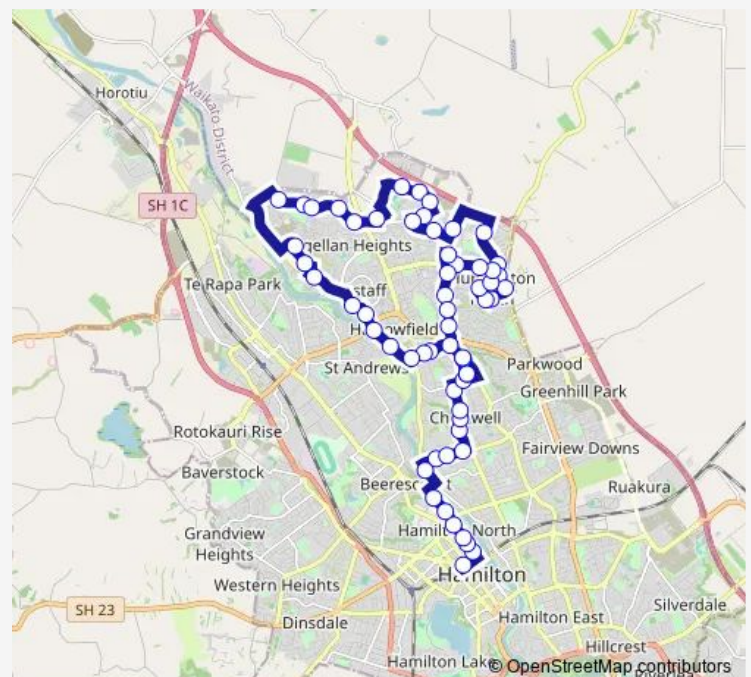 Horotiu
Waikato District
SH 1C
gellan Heights
Te Rapa Park
staff
St Andrews
Parkwood
Greenhill Park
Rotokauri Rise
Fairview Downs
Baverstock
Ruakura
Grandview
Heights
Hamilton
Western Heights
SH 23
Hamilton East
Silverdale
Dinsdale
Hillcrest
Hamilton Lake
© OpenStreetMap contributors